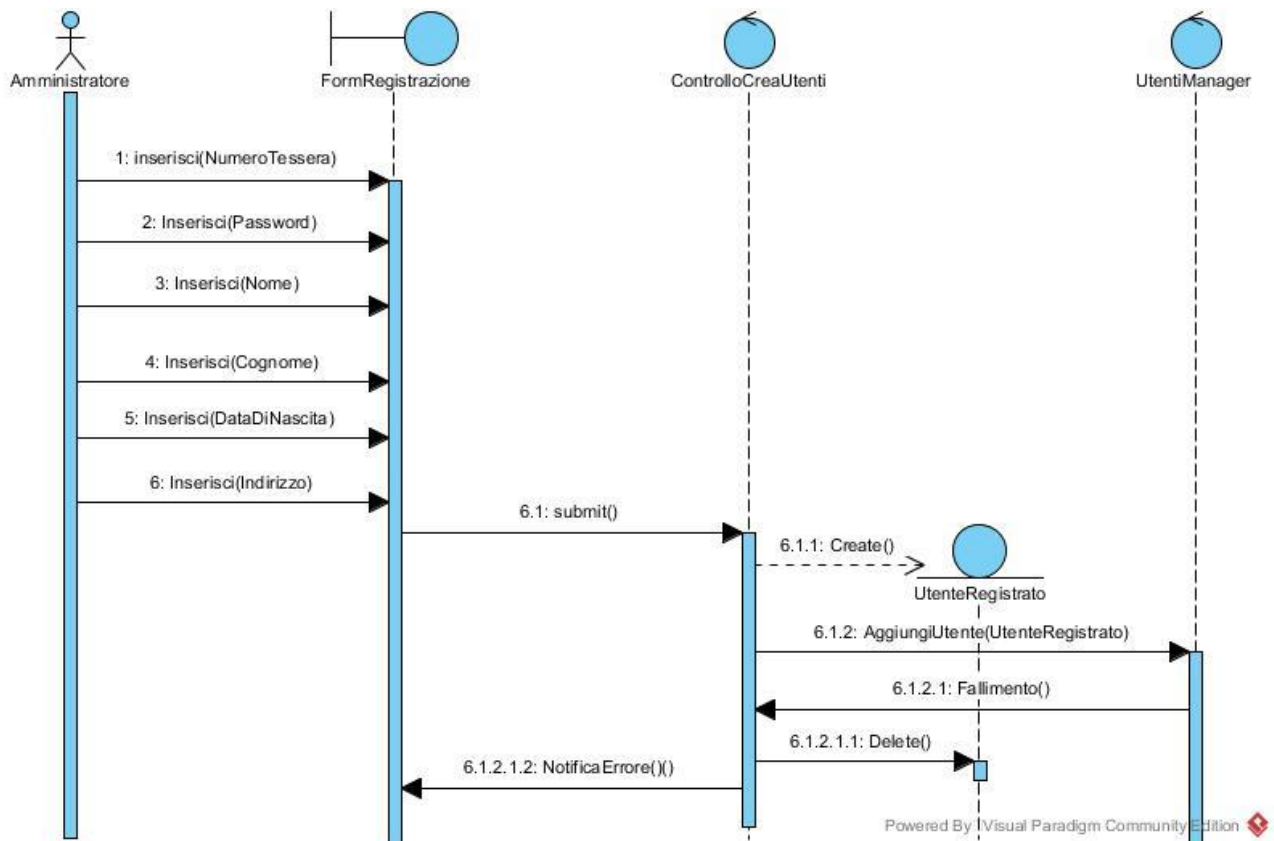 Amministratore
FormRegistrazione
ControlloCreaUtenti
UtentiManager
1: inserisci(NumeroTessera)
2: Inserisci(Password)
3: Inserisci(Nome)
4: Inserisci(Cognome)
5: Inserisci(DataDiNascita)
6: Inserisci(Indirizzo)
6.1: submit()
6.1.1: Create()
UtenteRegistrato
6.1.2: AggiungiUtente(UtenteRegistrato)
6.1.2.1: Fallimento()
6.1.2.1.1: Delete()
6.1.2.1.2: NotificaErrore()()
Powered By Visual Paradigm Community Edition